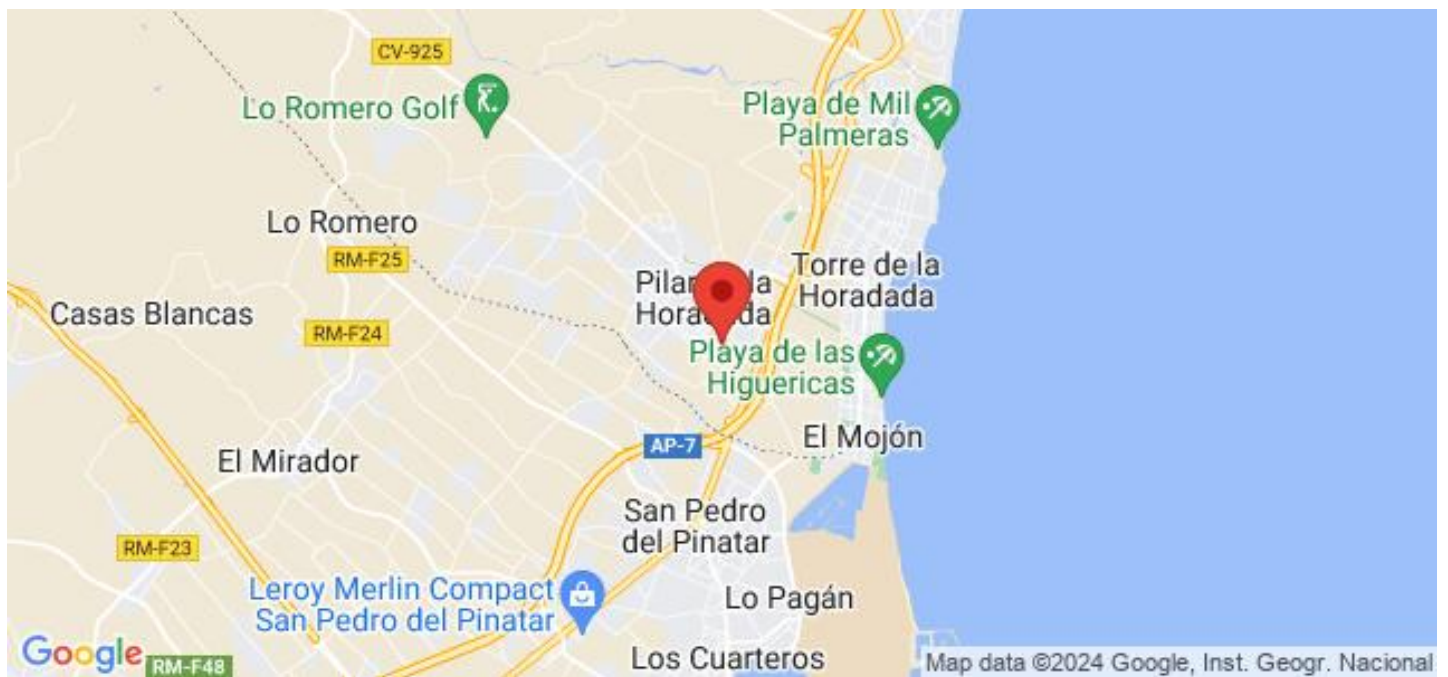 CV-925
Lo Romero Golf
Playa de Mil
Palmeras
Lo Romero
RM-F25
Torre de la
Horadada
Casas Blancas
RM-F24
Playa de las
Higuericas
AP-7
El Mojón
El Mirador
San Pedro
del Pinatar
RM-F23
Leroy Merlin Compact
San Pedro del Pinatar
Lo Pagán
Google
RM-F48
Los Cuarteros
Map data ©2024 Google, Inst. Geogr. Nacional